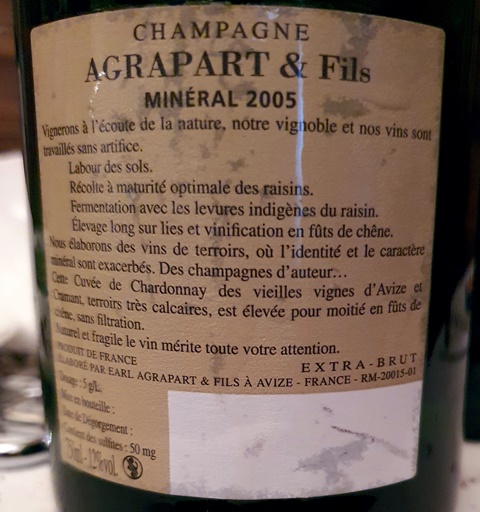 CHAMPAGNE
AGRAPART & Fils
MINÉRAL 2005
Vignerons à l'écoute de la nature, notre vignoble et nos vins sont
travaillés sans artifice.
Labour des sols.
Récolte à maturité optimale des raisins.
Fermentation avec les levures indigènes du raisin.
Élevage long sur lies et vinification en fûts de chêne.
Nous élaborons des vins de terroirs, où l'identité et le caractère
minéral sont exacerbés. Des champagnes d'auteur...
Cette Cuvée de Chardonnay des vieilles vignes d'Avize et
Cramant, terroirs très calcaires, est élevée pour moitié en fûts de
chêne, sans filtration.
Naturel et fragile le vin mérite toute votre attention.
PRODUIT DE FRANCE EXTRA-BRUT
ÉLABORÉ PAR EARL AGRAPART & FILS À AVIZE - FRANCE - RM-20015-01
Dosage : 5 g/L
Mise en bouteille :
Date de Dégorgement :
Contient des sulfites : 50 mg
75ml - 12%vol.